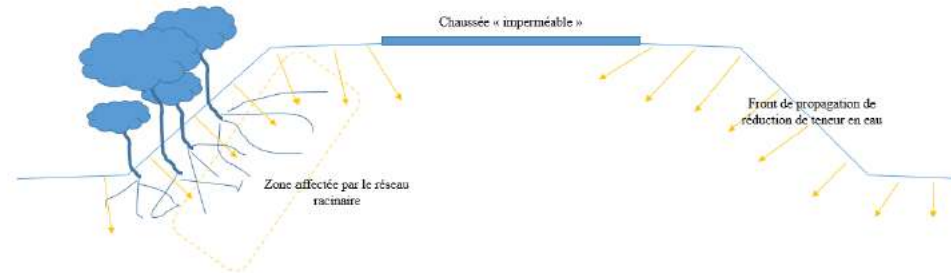 Chaussée « imperméable »
Front de propagation de
réduction de teneur en eau
Zone affectée par le réseau
racinaire